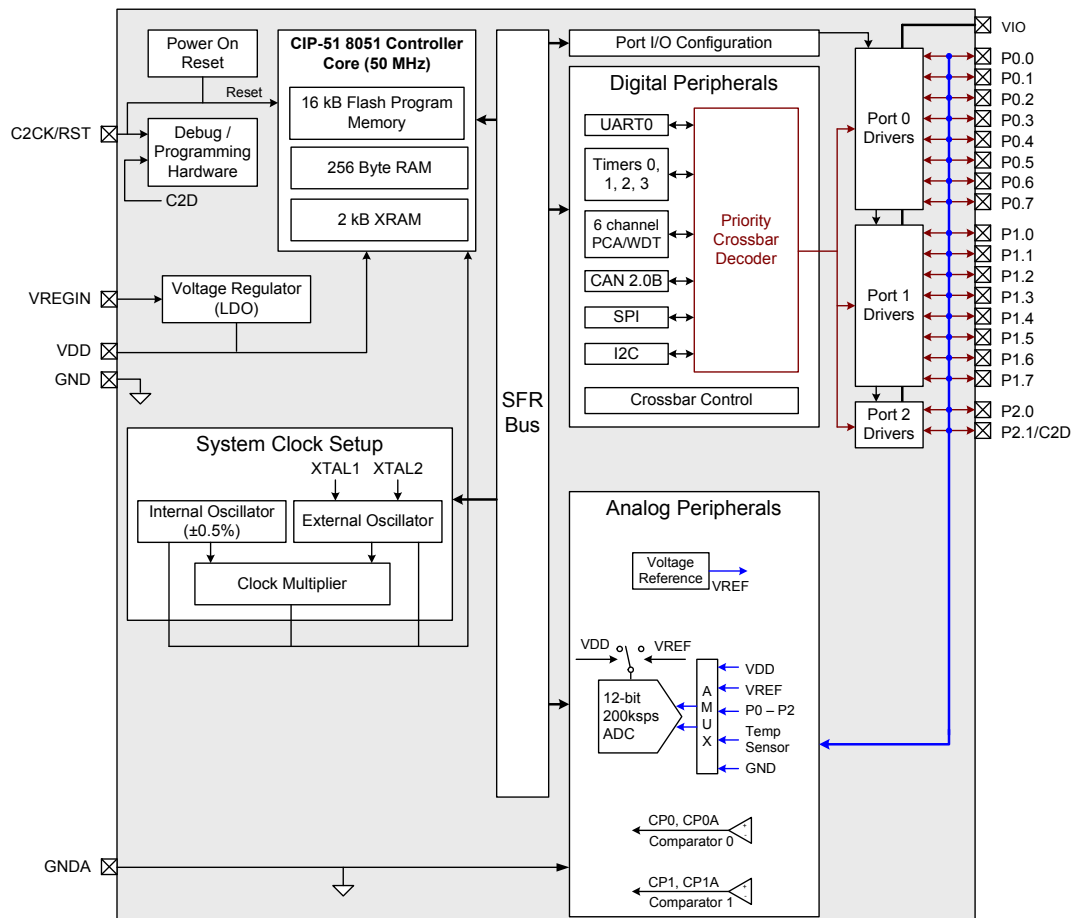 Power On
Reset
Reset
C2CK/RST
Debug /
Programming
Hardware
C2D
CIP-51 8051 Controller
Core (50 MHz)
16 kB Flash Program
Memory
256 Byte RAM
2 kB XRAM
VREGIN
Voltage Regulator
(LDO)
VDD
GND
System Clock Setup
XTAL1
XTAL2
Internal Oscillator
(±0.5%)
External Oscillator
Clock Multiplier
GNDA
SFR
Bus
Port I/O Configuration
Digital Peripherals
UART0
Timers 0,
1, 2, 3
6 channel
PCA/WDT
CAN 2.0B
SPI
I2C
Priority
Crossbar
Decoder
Crossbar Control
Port 0
Drivers
Port 1
Drivers
Port 2
Drivers
VIO
P0.0
P0.1
P0.2
P0.3
P0.4
P0.5
P0.6
P0.7
P1.0
P1.1
P1.2
P1.3
P1.4
P1.5
P1.6
P1.7
P2.0
P2.1/C2D
Analog Peripherals
Voltage
Reference
VREF
VDD
VREF
12-bit
200ksps
ADC
A
M
U
X
VDD
VREF
P0 – P2
Temp
Sensor
GND
CP0, CP0A
+
-
Comparator 0
CP1, CP1A
+
-
Comparator 1